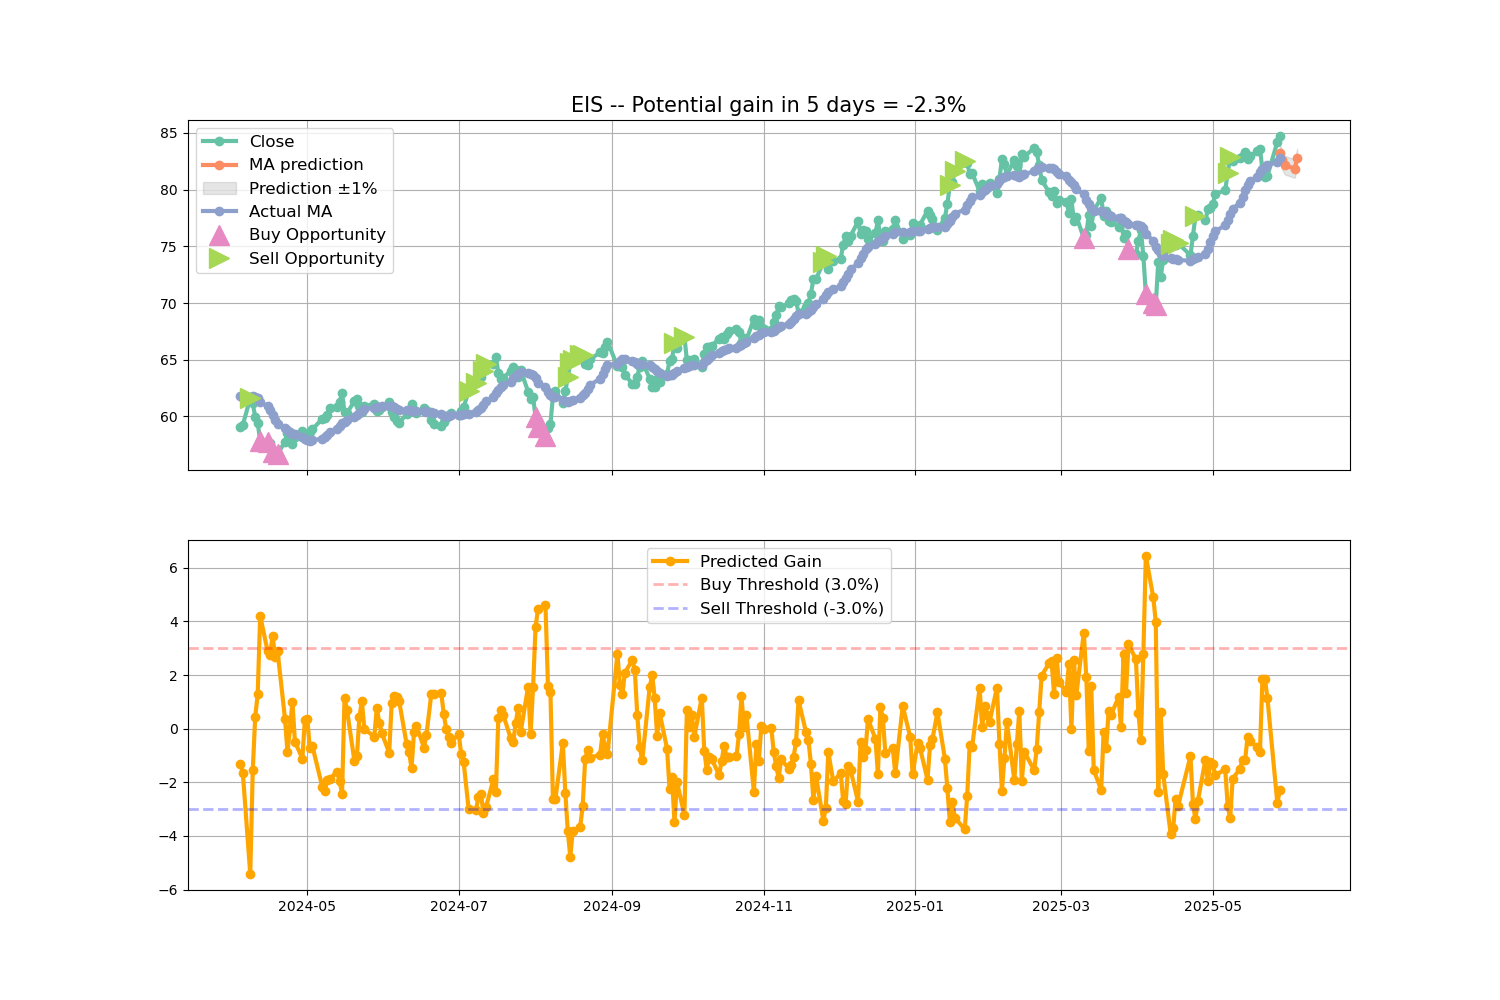 EIS -- Potential gain in 5 days = -2.3%
85
80
75
70
65
60
Close
MA prediction
Prediction ±1%
Actual MA
Buy Opportunity
Sell Opportunity
6
4
2
0
−2
−4
−6
Predicted Gain
Buy Threshold (3.0%)
Sell Threshold (-3.0%)
2024-05
2024-07
2024-09
2024-11
2025-01
2025-03
2025-05